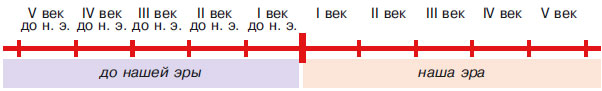 V век IV век III век II век I век I век II век III век IV век V век
до н. э. до н. э. до н. э. до н. э. до н. э.
до нашей эры наша эра